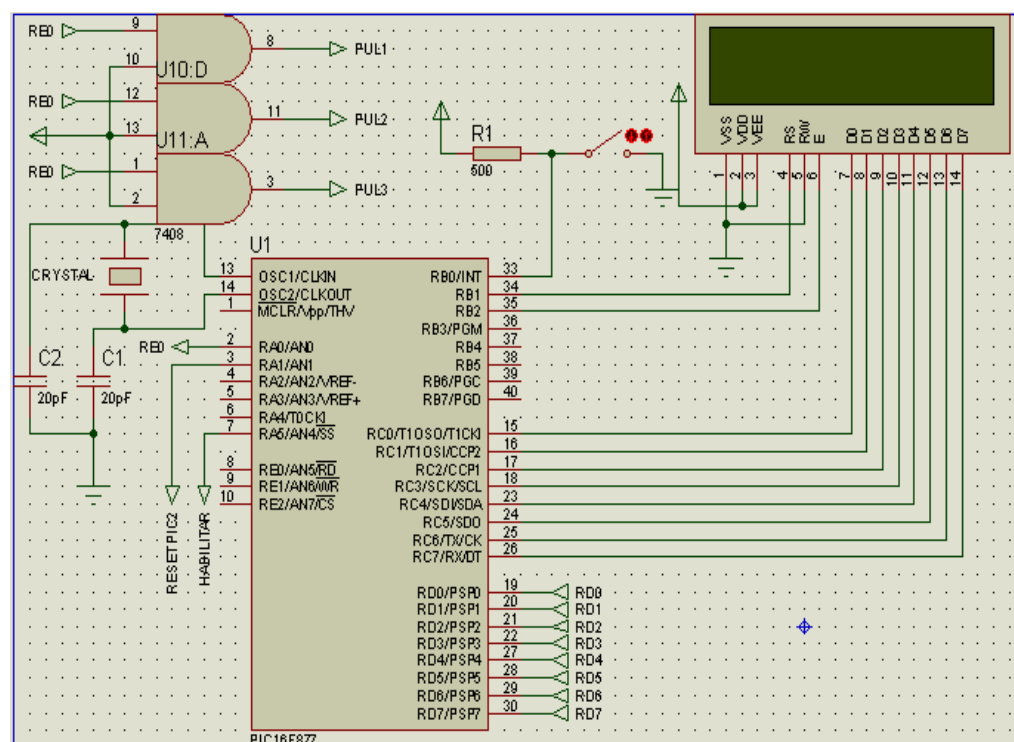 RE0
9
8
PUL1
10
U10:D
RE0
12
11
PUL2
13
U11:A
RE0
1
3
PUL3
2
7408
R1
500
VSS
VDD
VEE
RS
RW
E
D0
D1
D2
D3
D4
D5
D6
D7
1
2
3
4
5
6
7
8
9
10
11
12
13
14
CRYSTAL
C2
20pF
C1
20pF
U1
13
OSC1/CLKIN
14
OSC2/CLKOUT
1
MCLR/Vpp/THV
RE0
2
RA0/AN0
3
RA1/AN1
4
RA2/AN2/VREF-
5
RA3/AN3/VREF+
6
RA4/T0CKI
7
RA5/AN4/SS
8
RE0/AN5/RD
9
RE1/AN6/WR
10
RE2/AN7/CS
RESETPIC2
HABILITAR
RB0/INT
33
RB1
34
RB2
35
RB3/PGM
36
RB4
37
RB5
38
RB6/PGC
39
RB7/PGD
40
RC0/T1OSO/T1CKI
15
RC1/T1OSI/CCP2
16
RC2/CCP1
17
RC3/SCK/SCL
18
RC4/SDI/SDA
23
RC5/SDO
24
RC6/TX/CK
25
RC7/RX/DT
26
RD0/PSP0
19
RD0
RD1/PSP1
20
RD1
RD2/PSP2
21
RD2
RD3/PSP3
22
RD3
RD4/PSP4
27
RD4
RD5/PSP5
28
RD5
RD6/PSP6
29
RD6
RD7/PSP7
30
RD7
PIC16F877